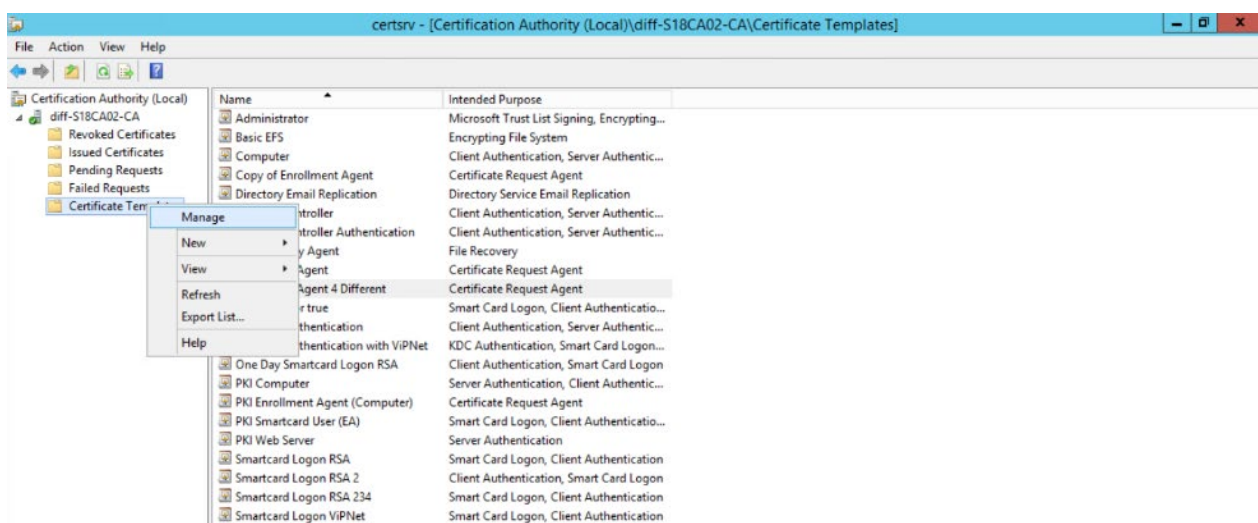 certsrv - [Certification Authority (Local)\diff-S18CA02-CA\Certificate Templates]
File Action View Help
Certification Authority (Local)
diff-S18CA02-CA
Revoked Certificates
Issued Certificates
Pending Requests
Failed Requests
Certificate
Manage
New
View
Refresh
Export List...
Help
Name Intended Purpose
Administrator Microsoft Trust List Signing, Encrypting...
Basic EFS Encrypting File System
Computer Client Authentication, Server Authentic...
Copy of Enrollment Agent Certificate Request Agent
Directory Email Replication Directory Service Email Replication
ntroller Client Authentication, Server Authentic...
ntroller Authentication Client Authentication, Server Authentic...
y Agent File Recovery
Agent Certificate Request Agent
Agent 4 Different Certificate Request Agent
r true Smart Card Logon, Client Authenticatio...
thentication Client Authentication, Server Authentic...
thentication with ViPNet KDC Authentication, Smart Card Logon...
One Day Smartcard Logon RSA Client Authentication, Smart Card Logon
PKI Computer Server Authentication, Client Authentic...
PKI Enrollment Agent (Computer) Certificate Request Agent
PKI Smartcard User (EA) Smart Card Logon, Client Authenticatio...
PKI Web Server Server Authentication
Smartcard Logon RSA Smart Card Logon, Client Authentication
Smartcard Logon RSA 2 Client Authentication, Smart Card Logon
Smartcard Logon RSA 234 Smart Card Logon, Client Authentication
Smartcard Logon ViPNet Smart Card Logon, Client Authentication